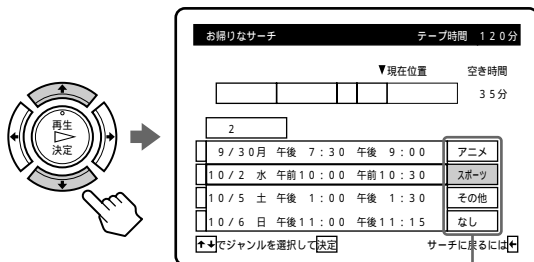 お帰りなサーチ テープ時間 120分
▼現在位置 空き時間
35分
2
9/30月 午後 7:30 午後 9:00 アニメ
10/2 水 午前10:00 午前10:30 スポーツ
10/5 土 午後 1:00 午後 1:30 その他
10/6 日 午後11:00 午後11:15 なし
↑↓でジャンルを選択して決定 サーチに戻るには←
再生
決定